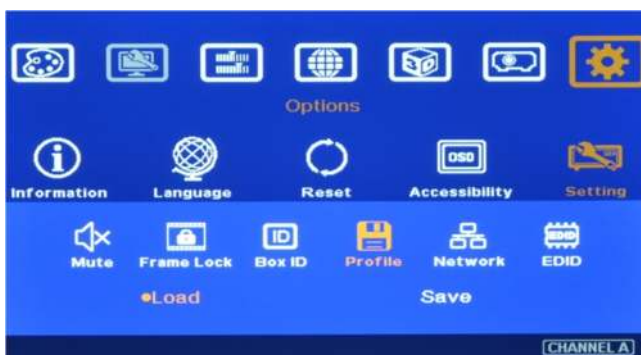 3D
Options
OSD
Information Language Reset Accessibility Setting
ID EDID
Mute Frame Lock Box ID Profile Network EDID
Load Save
CHANNEL A